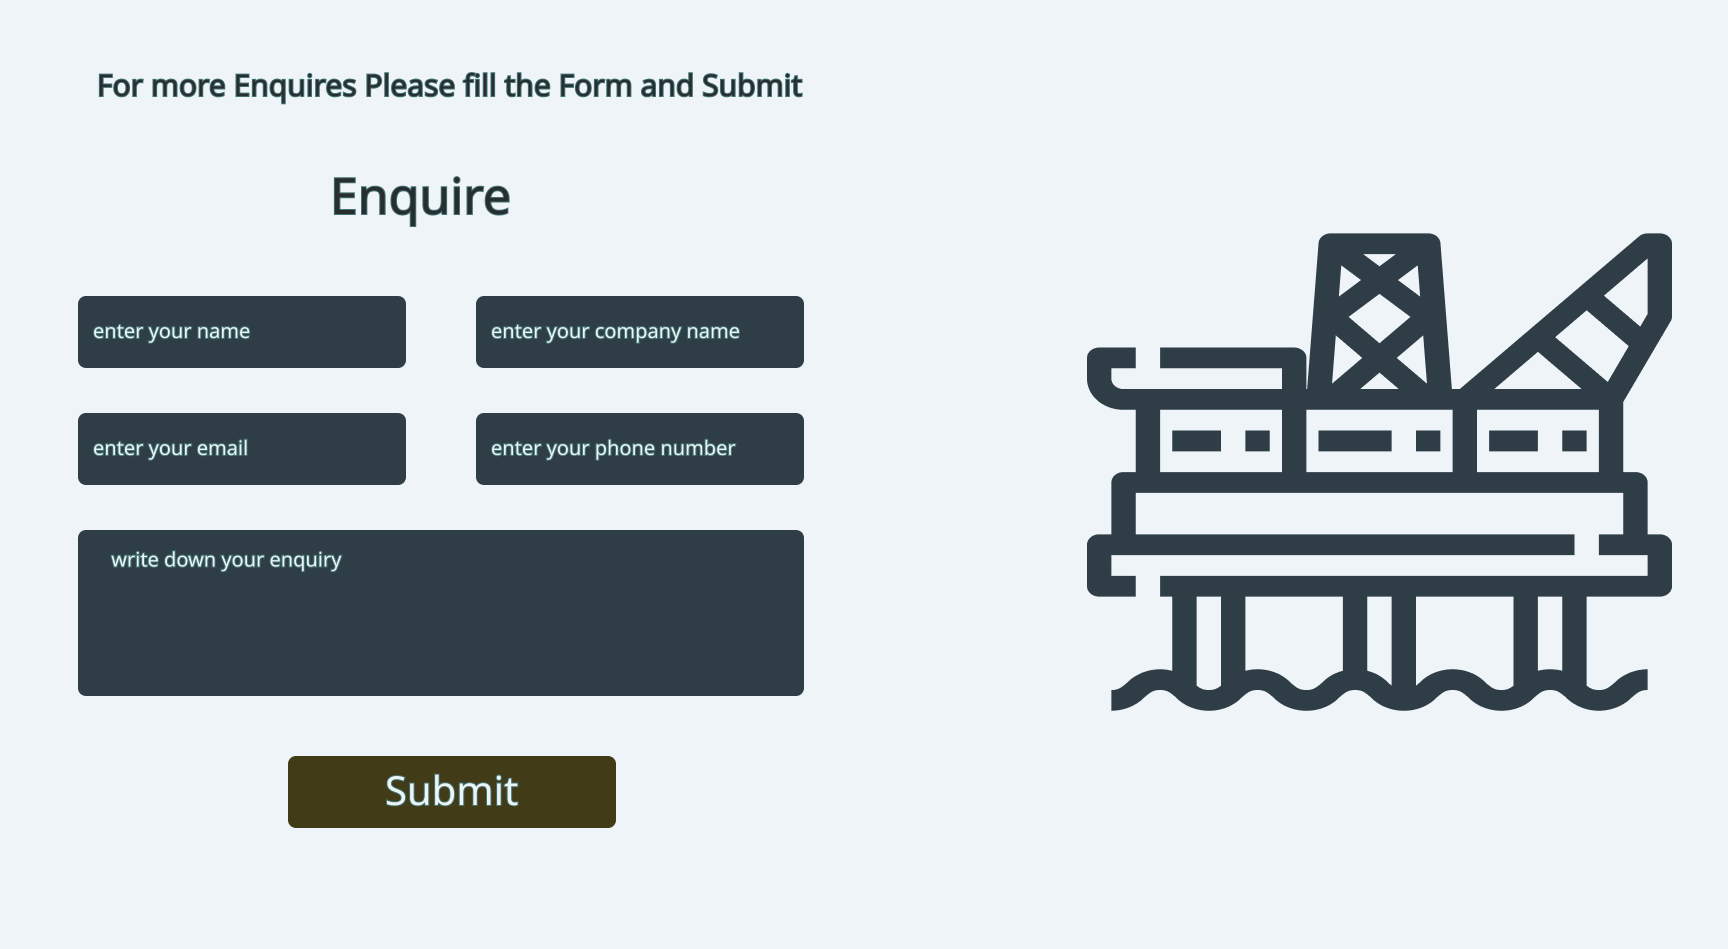 For more Enquires Please fill the Form and Submit
Enquire
enter your name
enter your company name
enter your email
enter your phone number
write down your enquiry
Submit